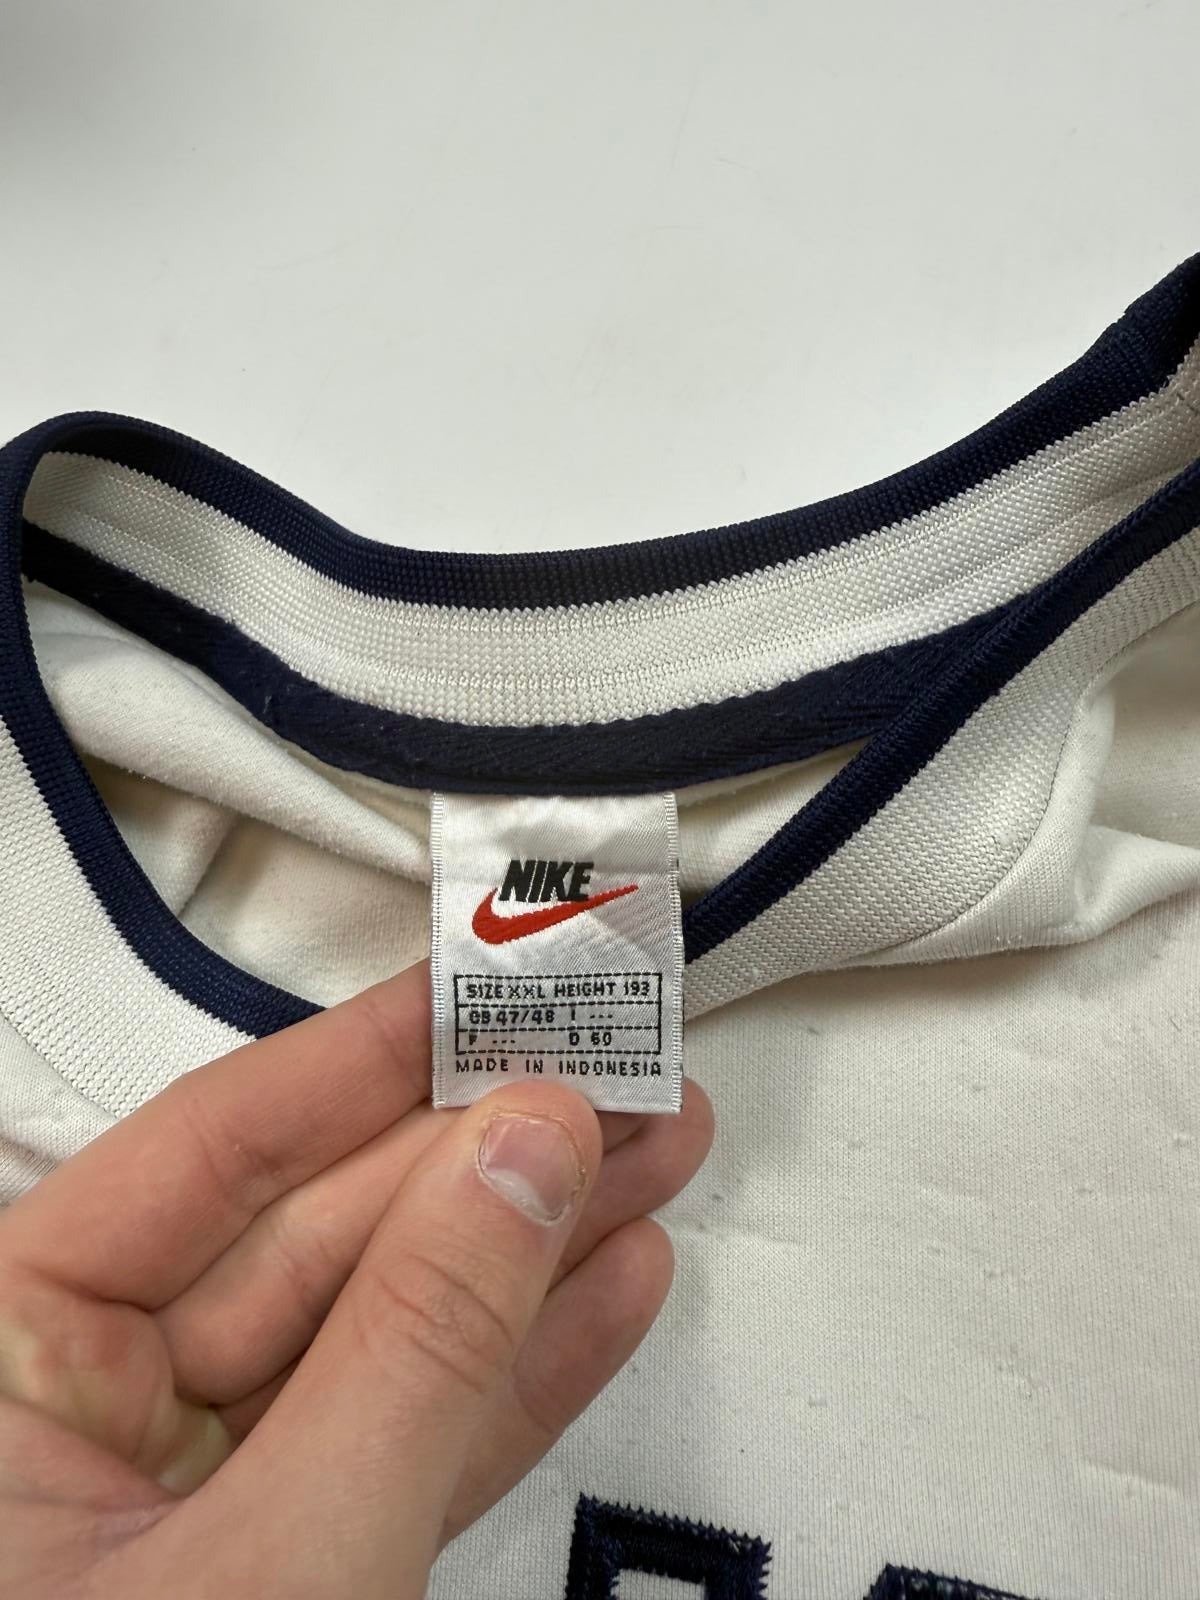 NIKE
SIZE XXL HEIGHT 193
GB 47/48 I ---
F --- D 60
MADE IN INDONESIA